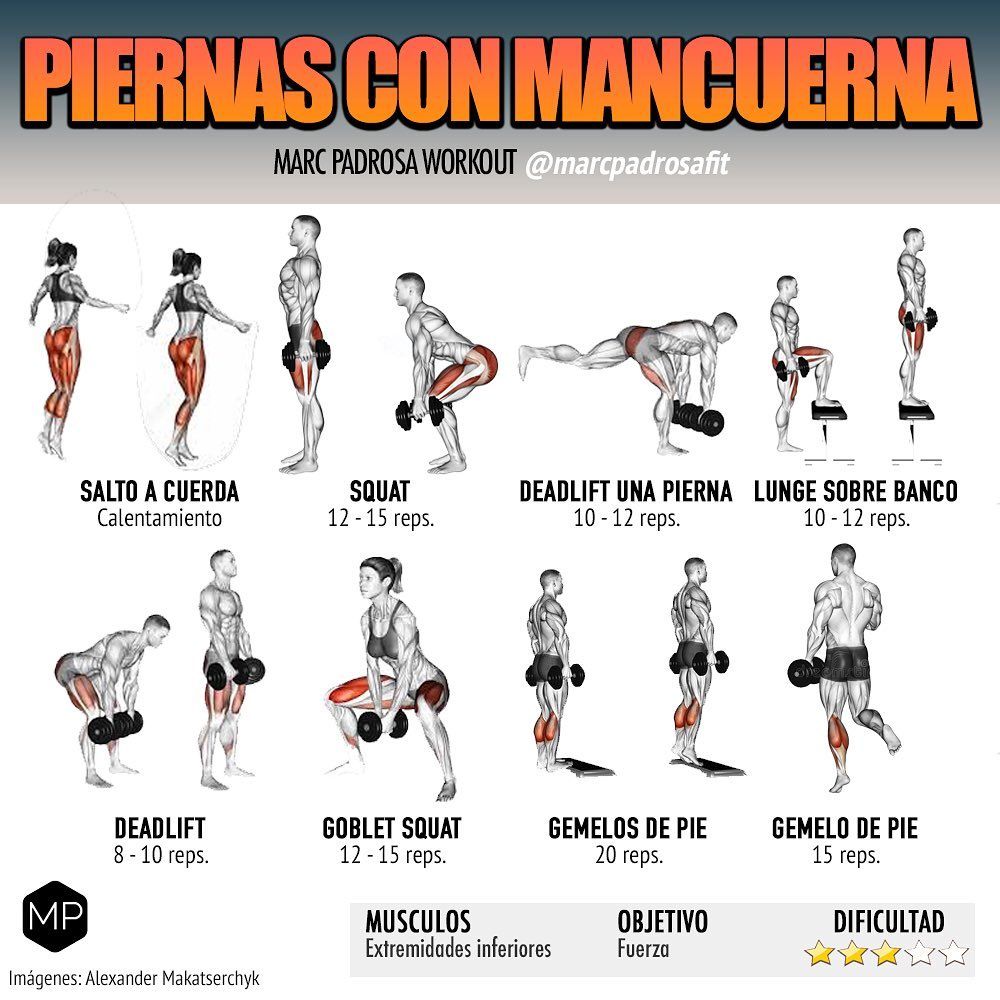 PIERNAS CON MANCUERNA
MARC PADROSA WORKOUT @marcpadrosafit
SALTO A CUERDA
Calentamiento
SQUAT
12 - 15 reps.
DEADLIFT UNA PIERNA
10 - 12 reps.
LUNGE SOBRE BANCO
10 - 12 reps.
DEADLIFT
8 - 10 reps.
GOBLET SQUAT
12 - 15 reps.
GEMELOS DE PIE
20 reps.
GEMELO DE PIE
15 reps.
MP
MUSCULOS
Extremidades inferiores
OBJETIVO
Fuerza
DIFICULTAD
Imágenes: Alexander Makatserchyk